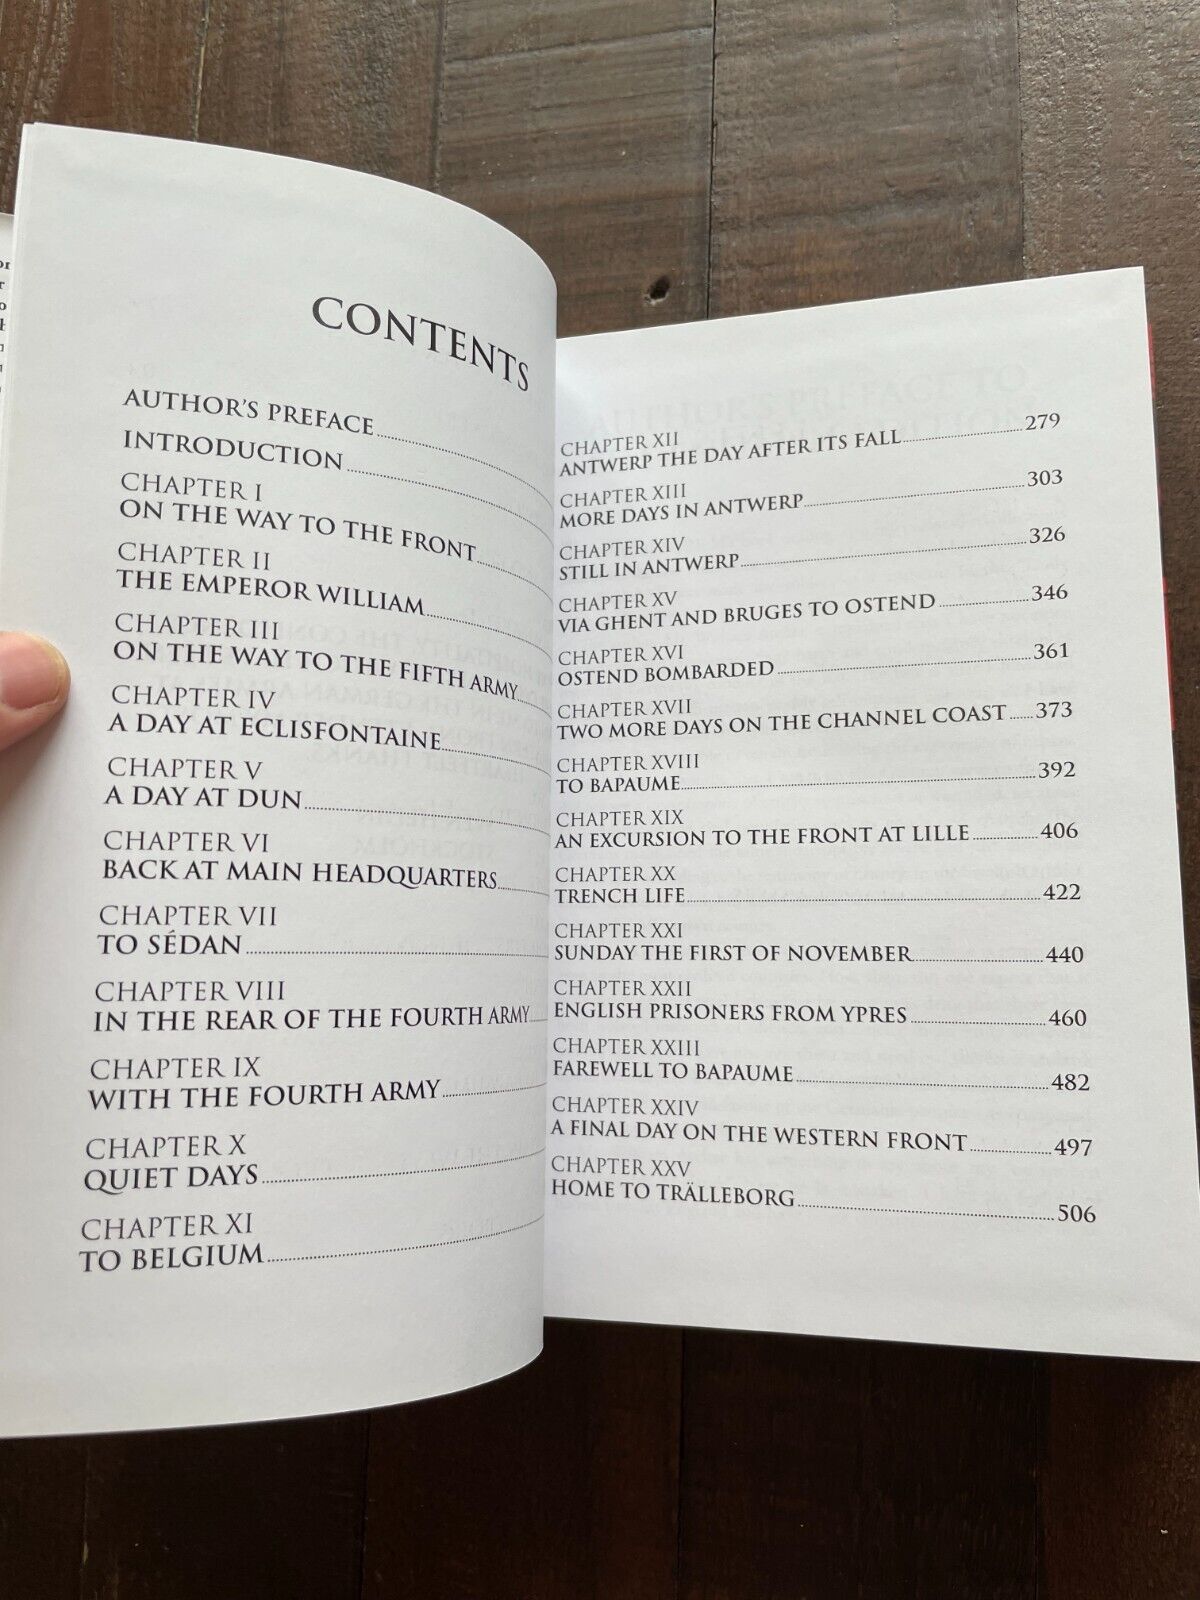 CONTENTS
AUTHOR'S PREFACE
INTRODUCTION
CHAPTER I
ON THE WAY TO THE FRONT
CHAPTER II
THE EMPEROR WILLIAM
CHAPTER III
ON THE WAY TO THE FIFTH ARMY
CHAPTER IV
A DAY AT ECLISFONTAINE
CHAPTER V
A DAY AT DUN
CHAPTER VI
BACK AT MAIN HEADQUARTERS
CHAPTER VII
TO SÉDAN
CHAPTER VIII
IN THE REAR OF THE FOURTH ARMY
CHAPTER IX
WITH THE FOURTH ARMY
CHAPTER X
QUIET DAYS
CHAPTER XI
TO BELGIUM
CHAPTER XII
ANTWERP THE DAY AFTER ITS FALL 279
CHAPTER XIII
MORE DAYS IN ANTWERP 303
CHAPTER XIV
STILL IN ANTWERP 326
CHAPTER XV
VIA GHENT AND BRUGES TO OSTEND 346
CHAPTER XVI
OSTEND BOMBARDED 361
CHAPTER XVII
TWO MORE DAYS ON THE CHANNEL COAST 373
CHAPTER XVIII
TO BAPAUME 392
CHAPTER XIX
AN EXCURSION TO THE FRONT AT LILLE 406
CHAPTER XX
TRENCH LIFE 422
CHAPTER XXI
SUNDAY THE FIRST OF NOVEMBER 440
CHAPTER XXII
ENGLISH PRISONERS FROM YPRES 460
CHAPTER XXIII
FAREWELL TO BAPAUME 482
CHAPTER XXIV
A FINAL DAY ON THE WESTERN FRONT 497
CHAPTER XXV
HOME TO TRÄLLEBORG 506